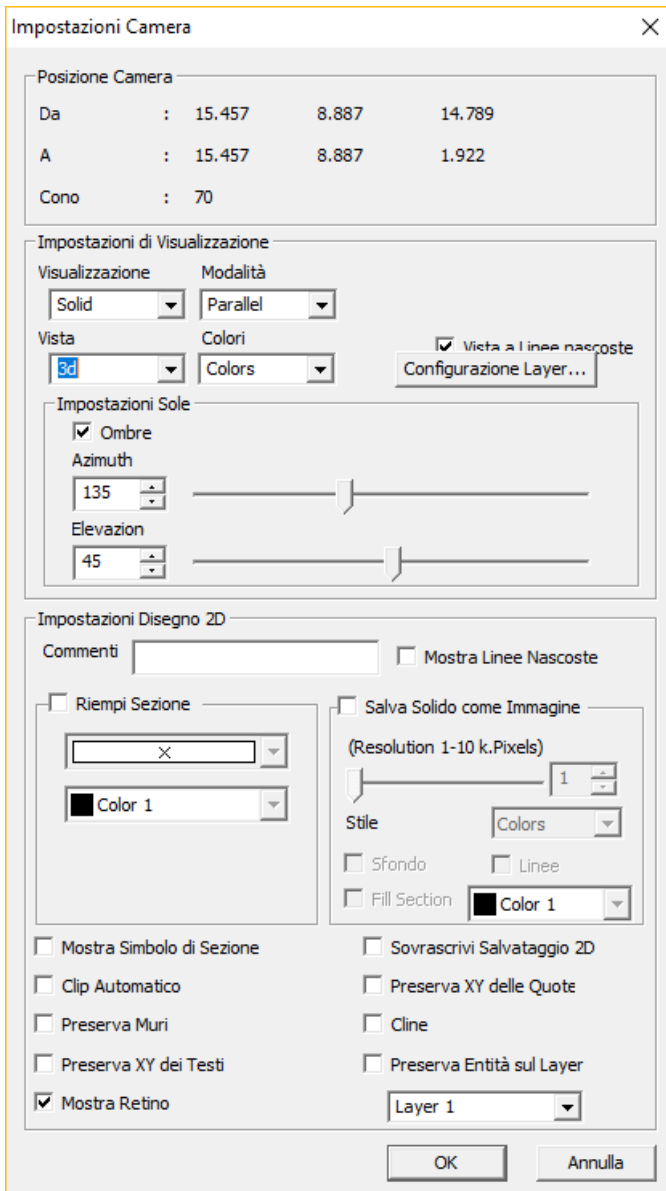 Impostazioni Camera
Posizione Camera
Da : 15.457 8.887 14.789
A : 15.457 8.887 1.922
Cono : 70
Impostazioni di Visualizzazione
Visualizzazione Modalità
Solid Parallel
Vista Colori Vista a Linee nascoste
3d Colors Configurazione Layer...
Impostazioni Sole
Ombre
Azimuth
135
Elevazion
45
Impostazioni Disegno 2D
Commenti Mostra Linee Nascoste
Riempi Sezione Salva Solido come Immagine
(Resolution 1-10 k.Pixels)
1
Color 1
Stile Colors
Sfondo Linee
Fill Section Color 1
Mostra Simbolo di Sezione Sovrascrivi Salvataggio 2D
Clip Automatico Preserva XY delle Quote
Preserva Muri Cline
Preserva XY dei Testi Preserva Entità sul Layer
Mostra Retino Layer 1
OK Annulla